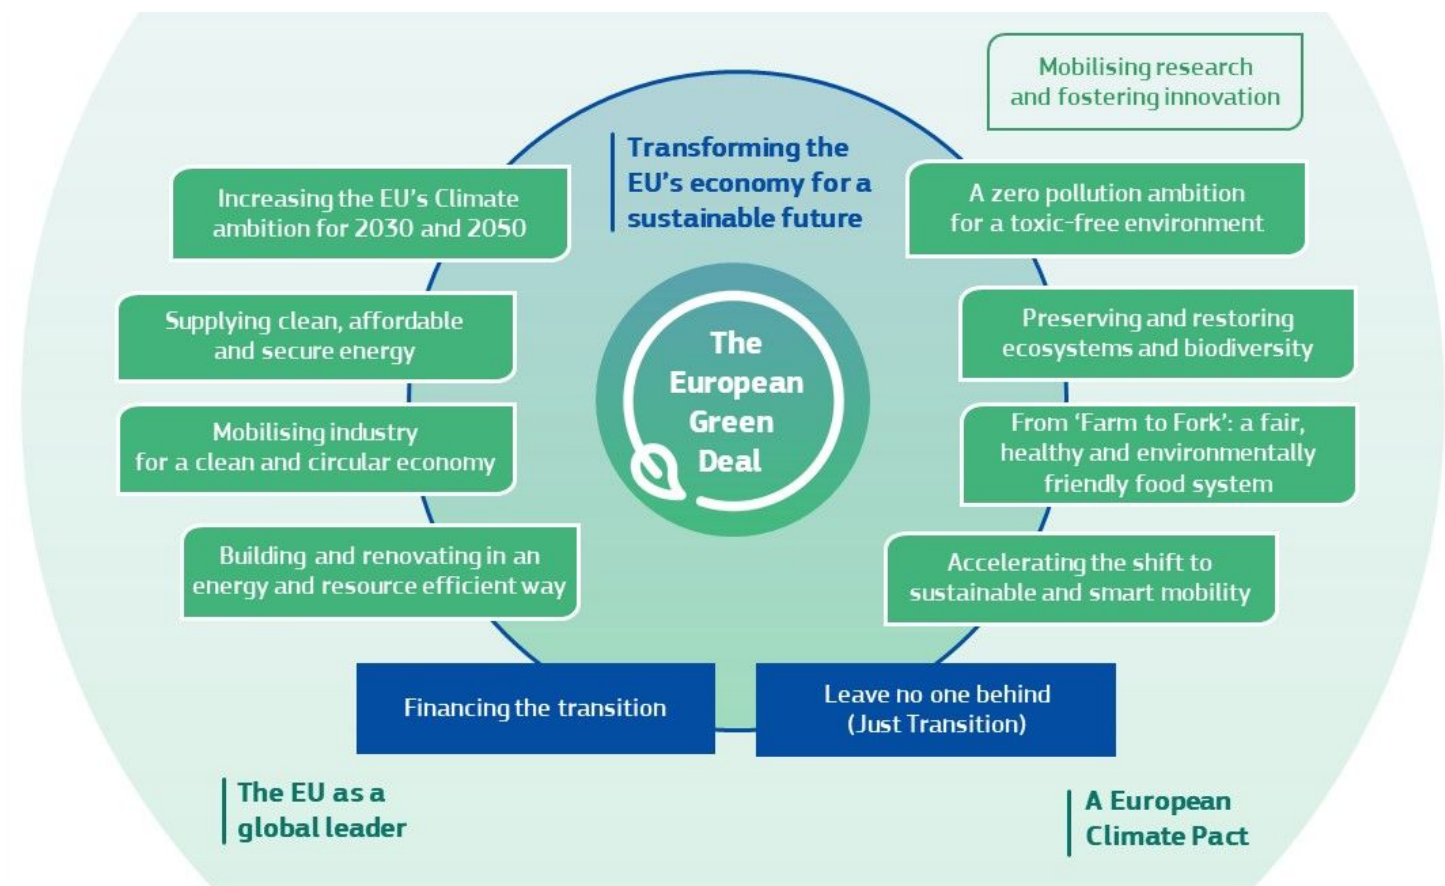 Mobilising research
and fostering innovation
Transforming the
EU's economy for a
sustainable future
Increasing the EU's Climate
ambition for 2030 and 2050
A zero pollution ambition
for a toxic-free environment
Supplying clean, affordable
and secure energy
Preserving and restoring
ecosystems and biodiversity
The
European
Green
Deal
Mobilising industry
for a clean and circular economy
From ‘Farm to Fork’: a fair,
healthy and environmentally
friendly food system
Building and renovating in an
energy and resource efficient way
Accelerating the shift to
sustainable and smart mobility
Financing the transition
Leave no one behind
(Just Transition)
The EU as a
global leader
A European
Climate Pact